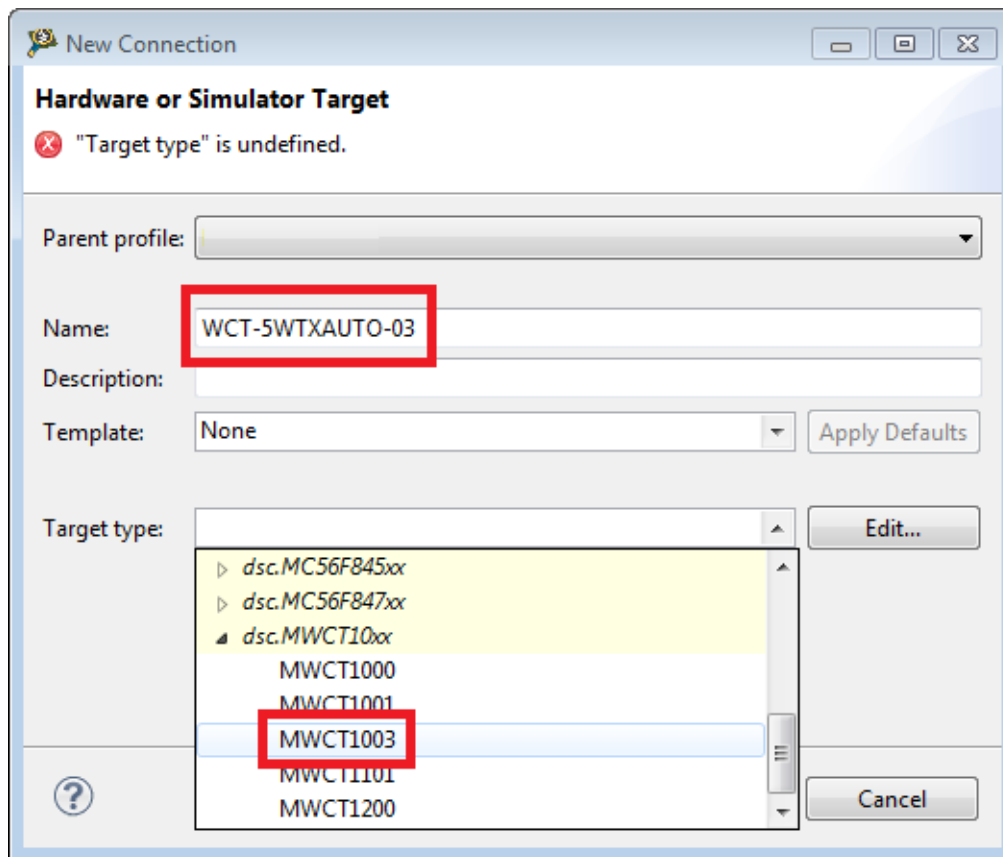 New Connection
Hardware or Simulator Target
"Target type" is undefined.
Parent profile:
Name: WCT-5WTXAUTO-03
Description:
Template: None Apply Defaults
Target type: Edit...
dsc.MC56F845xx
dsc.MC56F847xx
dsc.MWCT10xx
MWCT1000
MWCT1001
MWCT1003
MWCT1101
MWCT1200
? Cancel